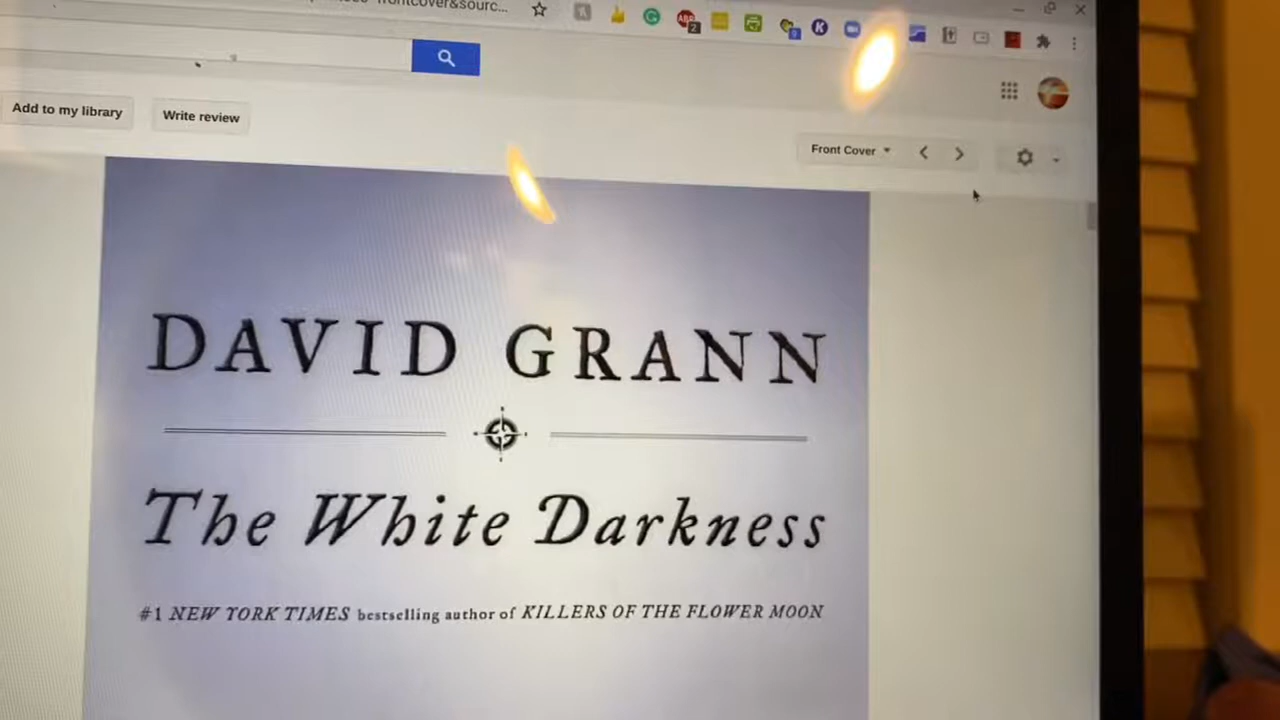 Add to my library
Write review
Front Cover
DAVID GRANN
The White Darkness
#1 NEW YORK TIMES bestselling author of KILLERS OF THE FLOWER MOON